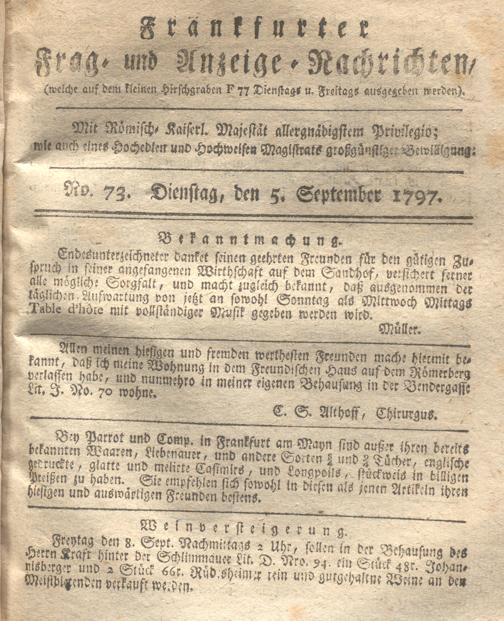 Frankfurter
Frag- und Anzeige-Nachrichten,
(welche auf dem kleinen Hirschgraben F 77 Dienstags u. Freitags ausgegeben werden).
Mit Römisch-Kaiserl. Majestät allergnädigstem Privilegio;
wie auch eines Hochedlen und Hochweisen Magistrats großgünstiger Bewilligung.
No. 73. Dienstag, den 5. September 1797.
Bekanntmachung.
Endesunterzeichneter danket seinen geehrten Freunden für den gütigen Zu-
spruch in seiner angefangenen Wirthschaft auf dem Sandhof, versichert ferner
alle mögliche Sorgfalt, und macht zugleich bekannt, daß ausgenommen der
täglichen Aufwartung von jetzt an sowohl Sonntag als Mittwoch Mittags
Table d'hôte mit vollständiger Musik gegeben werden wird.
Müller.
Allen meinen hiesigen und fremden werthesten Freunden mache hiermit be-
kannt, daß ich meine Wohnung in dem Freundischen Haus auf dem Römerberg
verlassen habe, und nunmehro in meiner eigenen Behausung in der Bendergasse
Lit. J. No. 70 wohne.
C. S. Althoff, Chirurgus.
Bey Parrot und Comp. in Frankfurt am Mayn sind außer ihren bereits
bekannten Waaren, Liebenauer, und andere Sorten Tücher, englische
gedruckte, glatte und melirte Casimirs, und Longpoils, stückweis in billigen
Preißen zu haben. Sie empfehlen sich sowohl in diesen als jenen Artikeln ihren
hiesigen und auswärtigen Freunden bestens.
Weinversteigerung.
Freytag den 8. Sept. Nachmittags 2 Uhr, sollen in der Behausung des
Herrn Kraft hinter der Schlimmauer Lit. D. Nro. 94. ein Stück 48r. Johan-
nisberger und 2 Stück 66r. Rüdesheimer rein und gutgehaltne Weine an den
Meistbietenden verkauft werden.